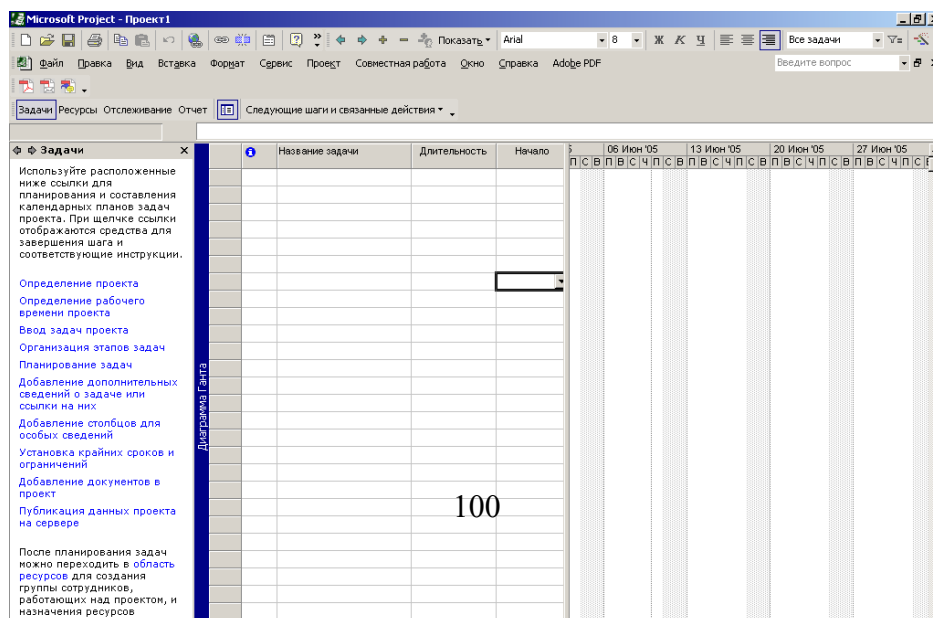 Microsoft Project - Проект1
Показать Arial 8 Ж К Ч Все задачи
Файл Правка Вид Вставка Формат Сервис Проект Совместная работа Окно Справка Adobe PDF Введите вопрос
Задачи Ресурсы Отслеживание Отчет Следующие шаги и связанные действия
Задачи
Используйте расположенные
ниже ссылки для
планирования и составления
календарных планов задач
проекта. При щелчке ссылки
отображаются средства для
завершения шага и
соответствующие инструкции.
Определение проекта
Определение рабочего
времени проекта
Ввод задач проекта
Организация этапов задач
Планирование задач
Добавление дополнительных
сведений о задаче или
ссылки на них
Добавление столбцов для
особых сведений
Установка крайних сроков и
ограничений
Добавление документов в
проект
Публикация данных проекта
на сервере
После планирования задач
можно переходить в область
ресурсов для создания
группы сотрудников,
работающих над проектом, и
назначения ресурсов
Диаграмма Ганта
Название задачи Длительность Начало
06 Июн '05 13 Июн '05 20 Июн '05 27 Июн '05
П С В П В С Ч П С В П В С Ч П С В П В С Ч П С В П В С Ч П С
100